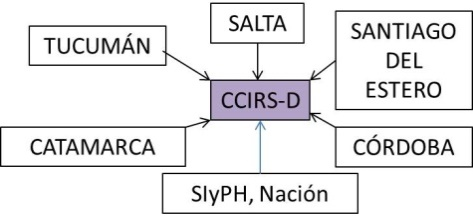 SALTA
TUCUMÁN
SANTIAGO
DEL
ESTERO
CCIRS-D
CATAMARCA
CÓRDOBA
SIyPH, Nación